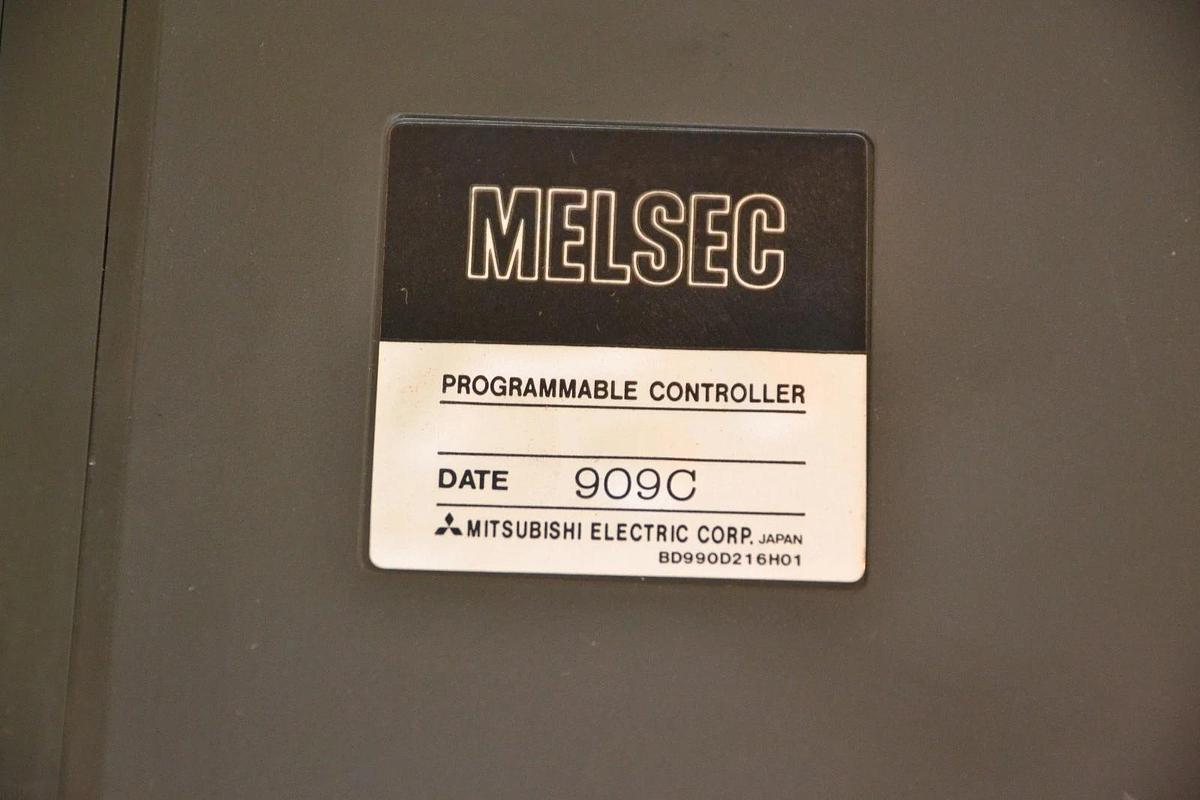 MELSEC
PROGRAMMABLE CONTROLLER
DATE 909C
MITSUBISHI ELECTRIC CORP. JAPAN
BD990D216H01